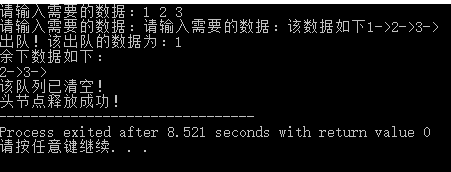 请输入需要的数据：1 2 3
请输入需要的数据：请输入需要的数据：该数据如下1->2->3->
出队！该出队的数据为：1
余下数据如下：
2->3->
该队列已清空！
头节点释放成功！
--------------------------------
Process exited after 8.521 seconds with return value 0
请按任意键继续. . .